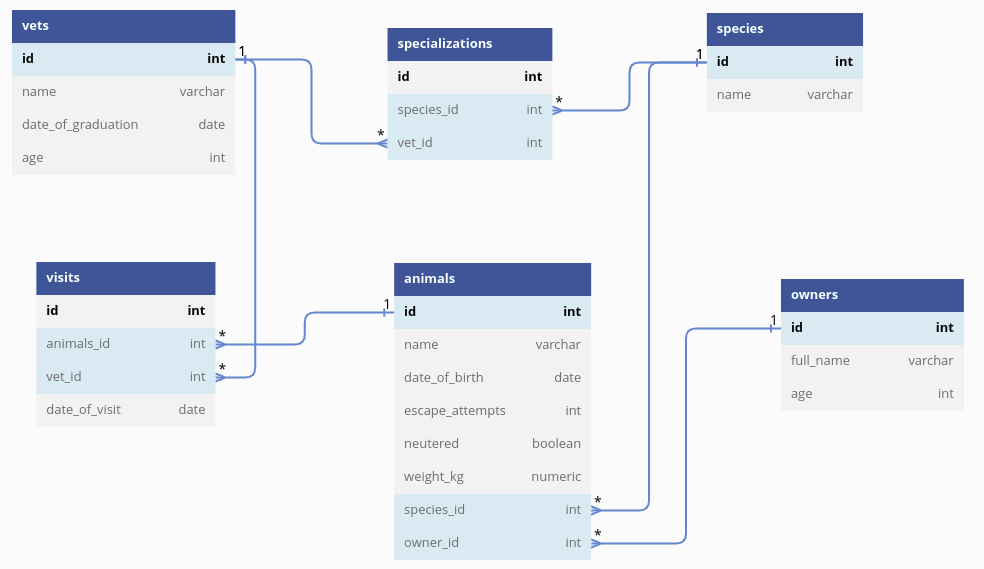 vets
id int
name varchar
date_of_graduation date
age int
1
specializations
id int
species_id int
vet_id int
*
*
species
id int
name varchar
1
visits
id int
animals_id int
vet_id int
date_of_visit date
*
*
animals
id int
name varchar
date_of_birth date
escape_attempts int
neutered boolean
weight_kg numeric
species_id int
owner_id int
1
*
*
owners
id int
full_name varchar
age int
1